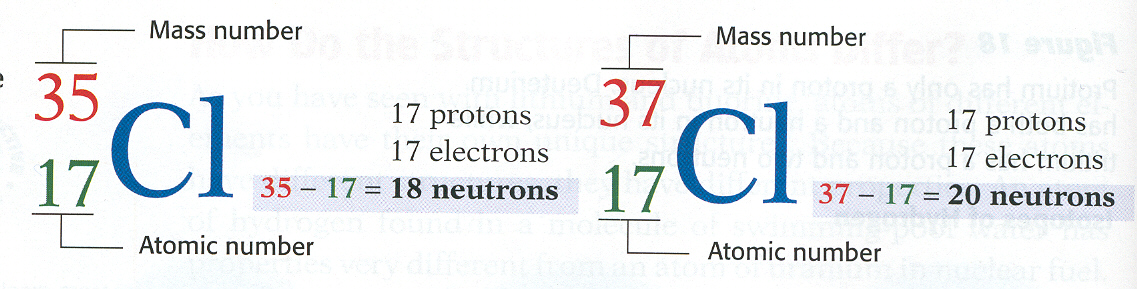 Mass number
35
17
Cl
17 protons
17 electrons
35 – 17 = 18 neutrons
Atomic number
Mass number
37
17
Cl
17 protons
17 electrons
37 – 17 = 20 neutrons
Atomic number